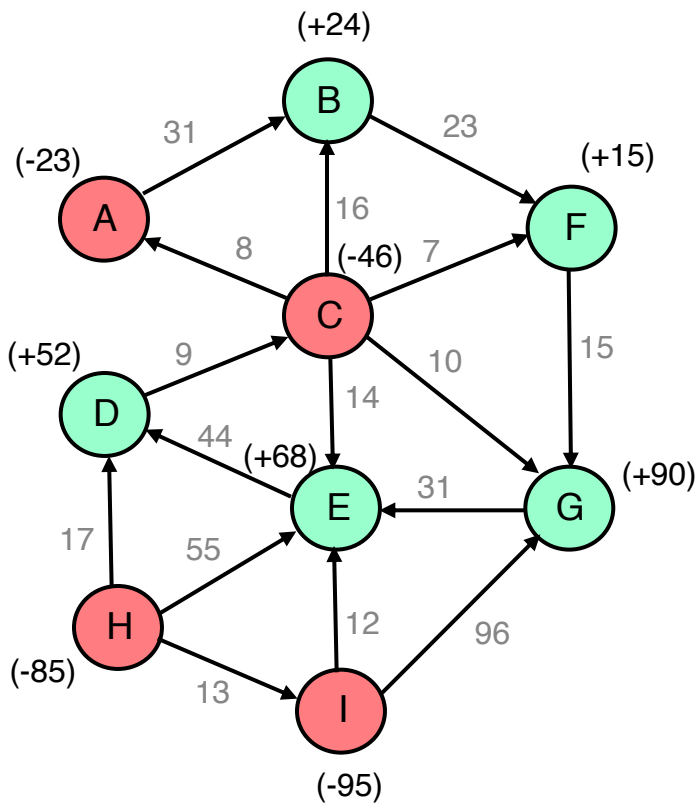 (+24)
B
31
23
(-23)
(+15)
A
16
F
8
(-46)
7
C
(+52)
9
10
15
D
14
44
(+68)
(+90)
E
31
G
17
55
H
12
96
(-85)
13
I
(-95)